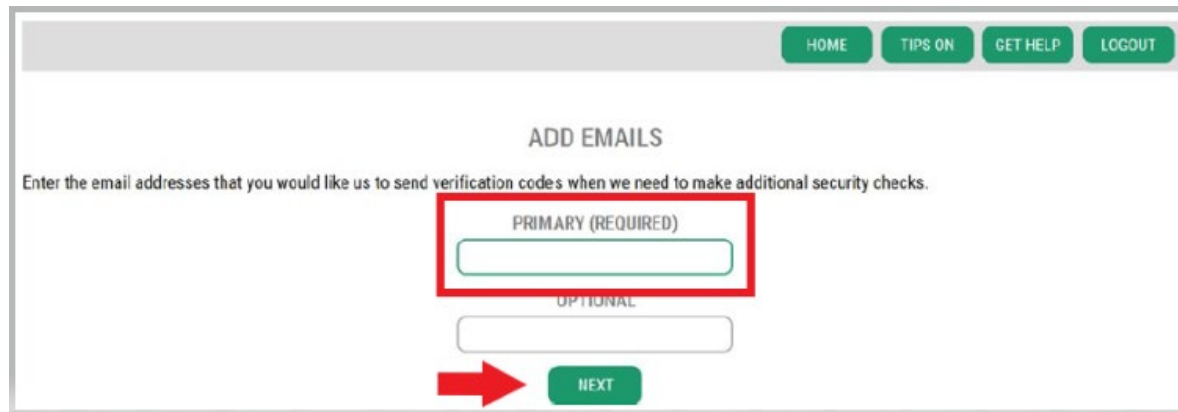 HOME TIPS ON GET HELP LOGOUT
ADD EMAILS
Enter the email addresses that you would like us to send verification codes when we need to make additional security checks.
PRIMARY (REQUIRED)
OPTIONAL
NEXT